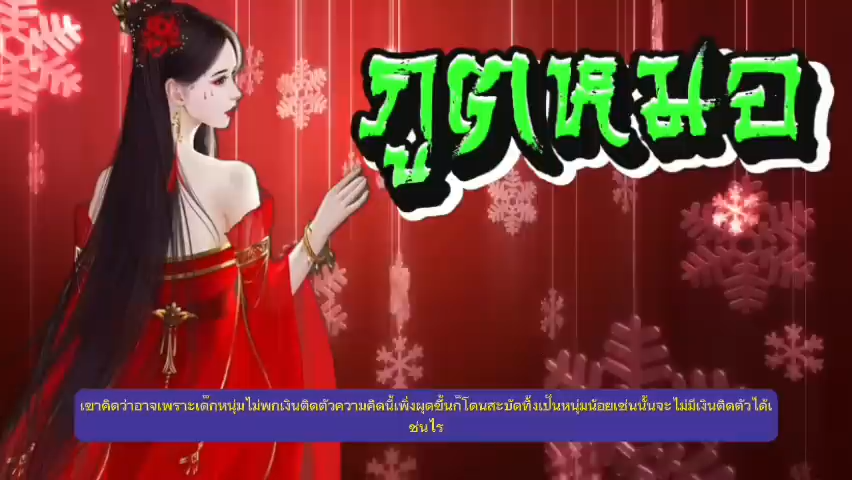 ภูตหมอ
เขาคิดว่าอาจเพราะเด็กหนุ่มไม่พกเงินติดตัวความคิดนี้เพิ่งผุดขึ้นก็โดนสะบัดทิ้งเป็นหนุ่มน้อยเช่นนั้นจะไม่มีเงินติดตัวได้เ
ช่นไร